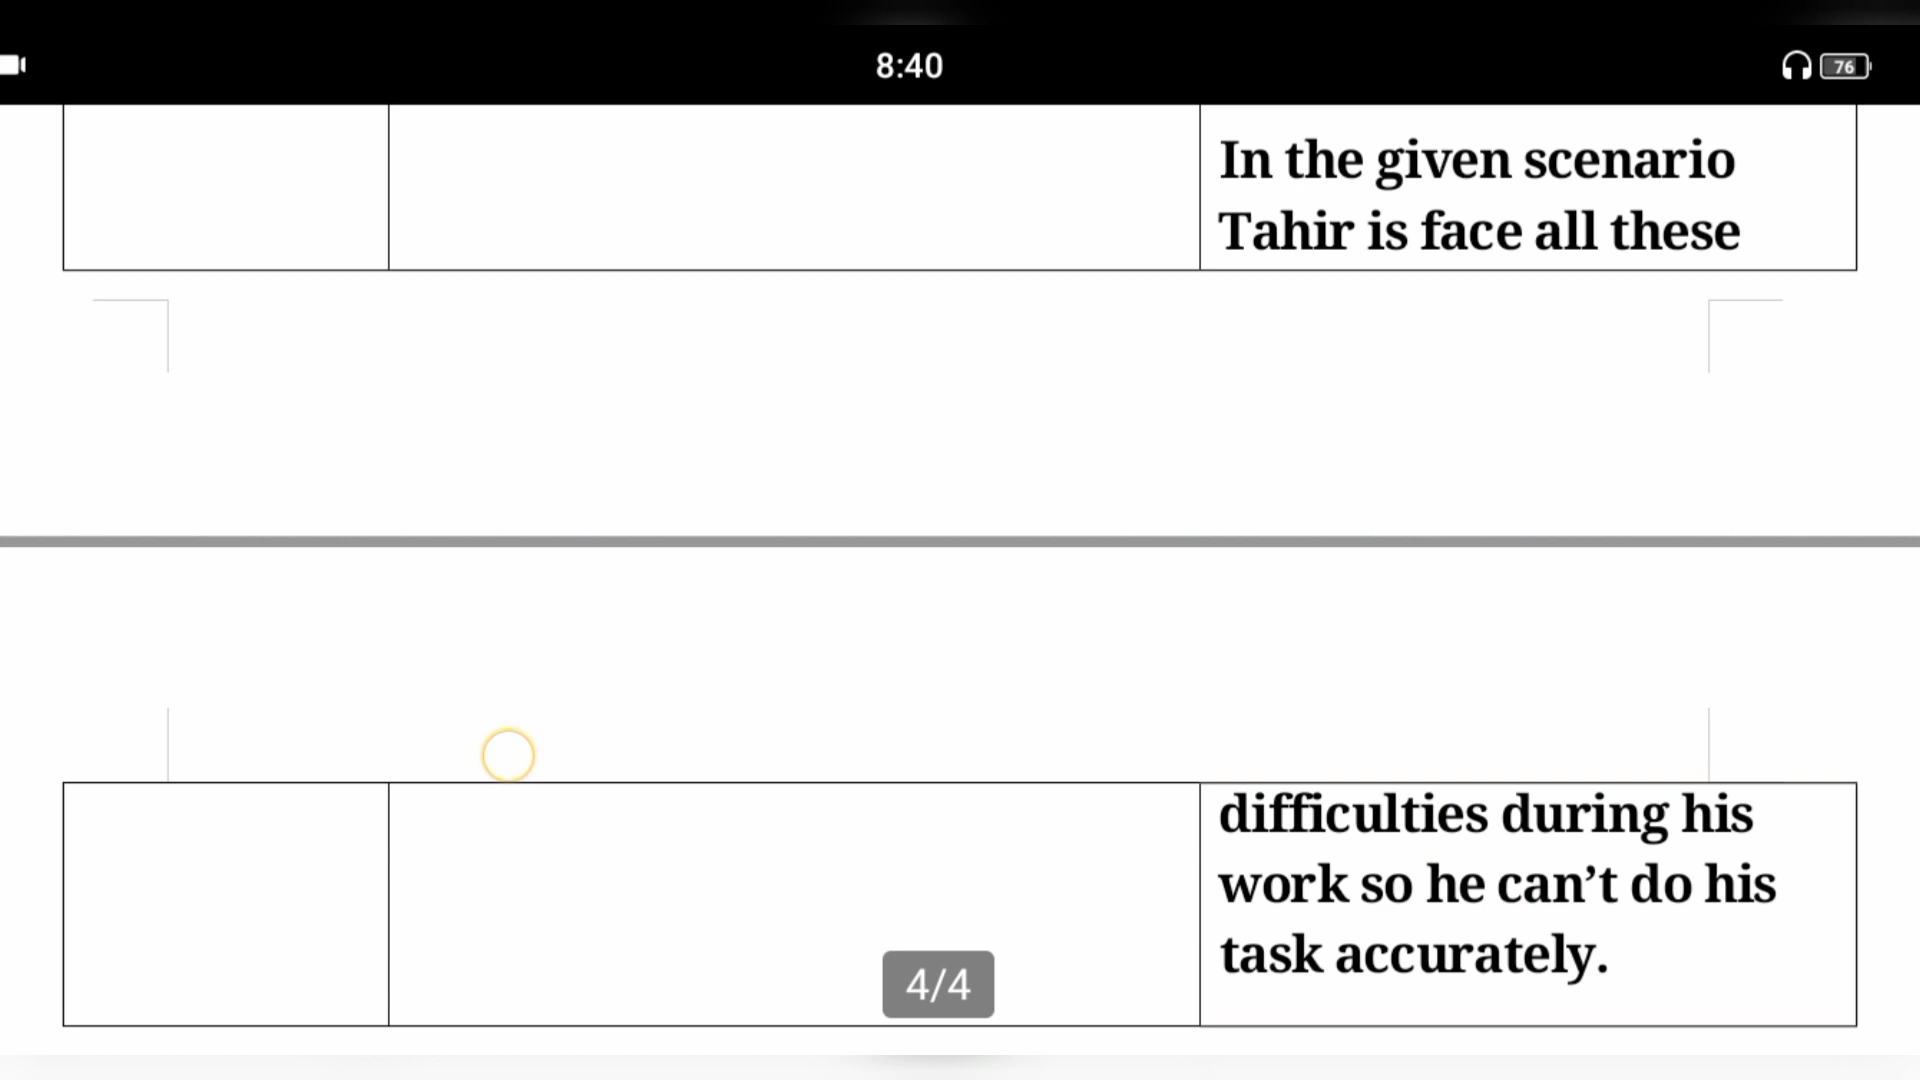 8:40
76
In the given scenario
Tahir is face all these
difficulties during his
work so he can’t do his
task accurately.
4/4